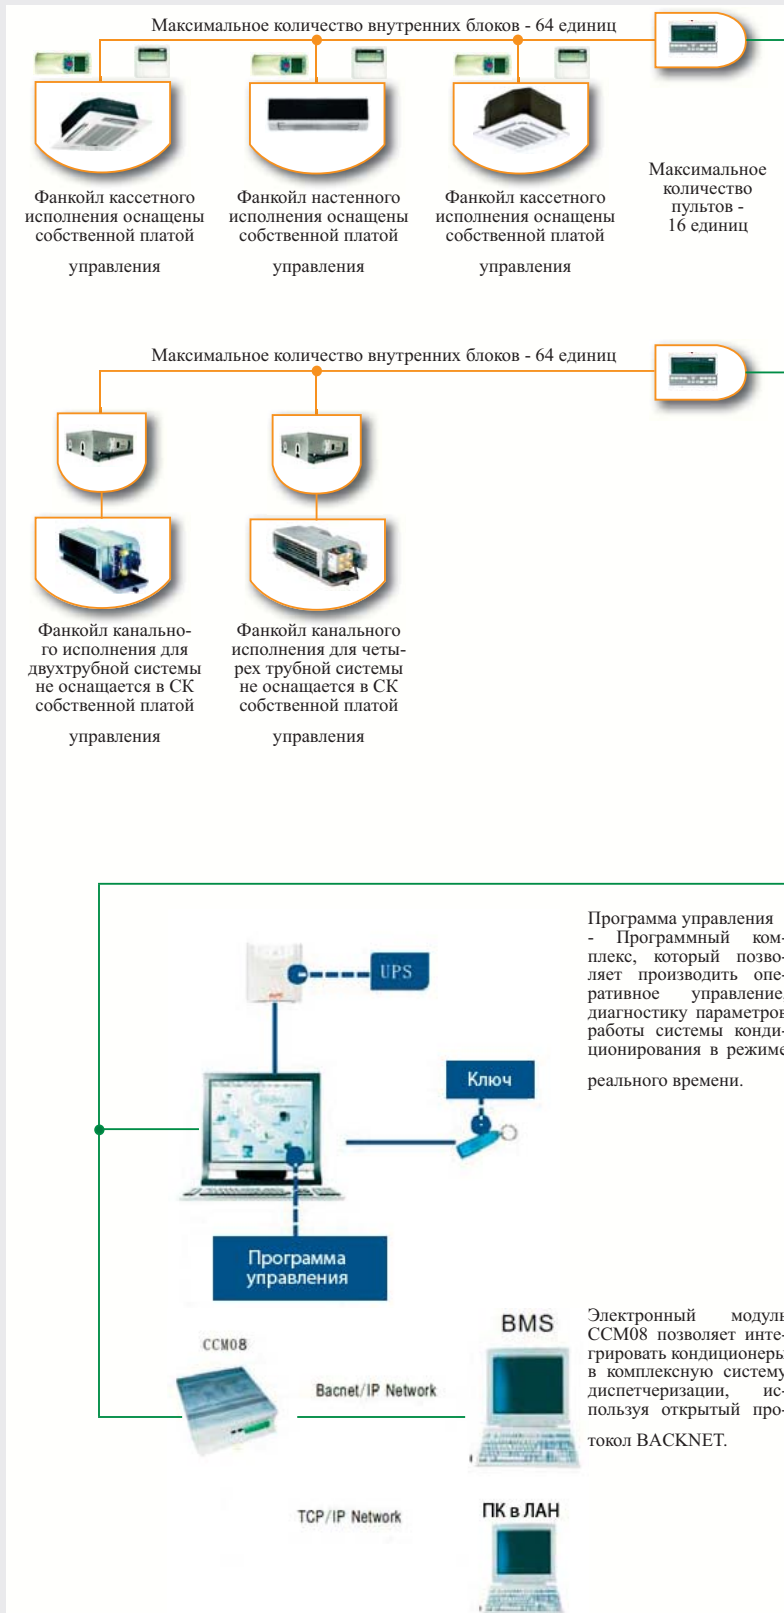 Максимальное количество внутренних блоков - 64 единиц
Фанкойл кассетного
исполнения оснащены
собственной платой
управления
Фанкойл настенного
исполнения оснащены
собственной платой
управления
Фанкойл кассетного
исполнения оснащены
собственной платой
управления
Максимальное
количество
пультов -
16 единиц
Максимальное количество внутренних блоков - 64 единиц
Фанкойл канально-
го исполнения для
двухтрубной системы
не оснащается в СК
собственной платой
управления
Фанкойл канального
исполнения для четы-
рех трубной системы
не оснащается в СК
собственной платой
управления
UPS
Ключ
Программа
управления
Программа управления
- Программный ком-
плекс, который позво-
ляет производить опе-
ративное управление,
диагностику параметров
работы системы конди-
ционирования в режиме
реального времени.
CCM08
Bacnet/IP Network
BMS
Электронный модуль
CCM08 позволяет инте-
грировать кондиционеры
в комплексную систему
диспетчеризации, ис-
пользуя открытый про-
токол BACKNET.
TCP/IP Network
ПК в ЛАН